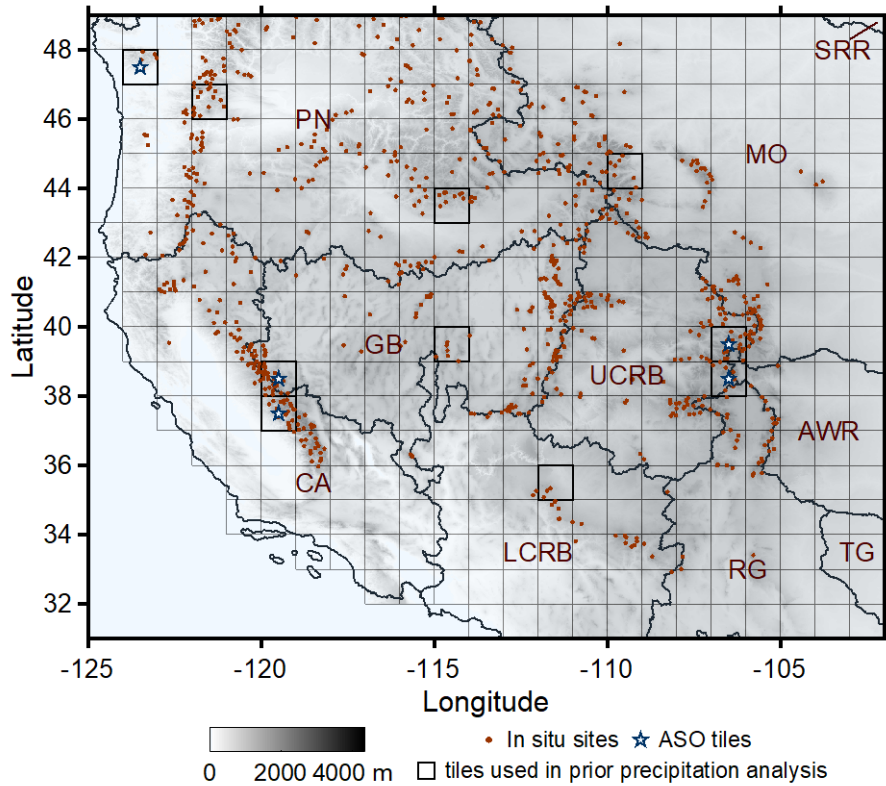 48
SRR
46
PN
MO
44
42
Latitude
40
GB
38
UCRB
AWR
36
CA
34
LCRB
RG
TG
32
-125 -120 -115 -110 -105
Longitude
0 2000 4000 m
In situ sites ASO tiles
tiles used in prior precipitation analysis